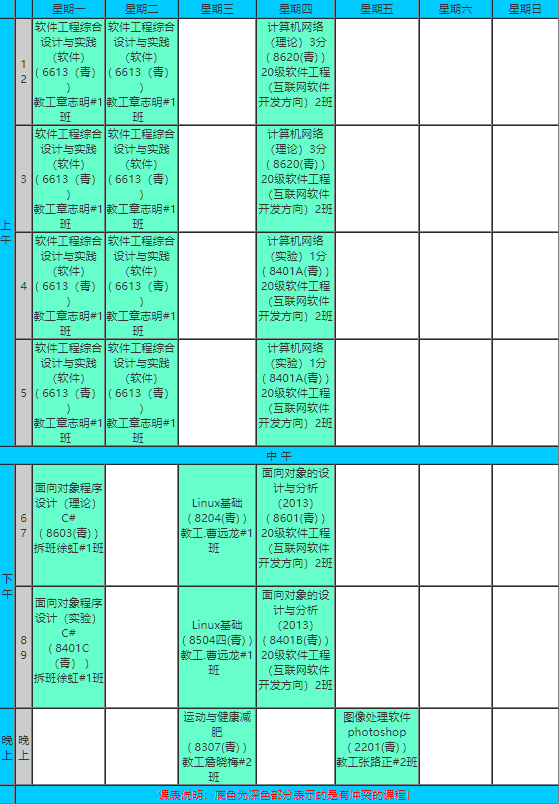 星期一 星期二 星期三 星期四 星期五 星期六 星期日
上
午
1
2
软件工程综合
设计与实践
(软件)
(6613（青）
)
教工章志明#1
班
软件工程综合
设计与实践
(软件)
(6613（青）
)
教工章志明#1
班
计算机网络
(理论）3分
(8620(青))
20级软件工程
(互联网软件
开发方向）2班
3
软件工程综合
设计与实践
(软件)
(6613（青）
)
教工章志明#1
班
软件工程综合
设计与实践
(软件)
(6613（青）
)
教工章志明#1
班
计算机网络
(理论）3分
(8620(青))
20级软件工程
(互联网软件
开发方向）2班
4
软件工程综合
设计与实践
(软件)
(6613（青）
)
教工章志明#1
班
软件工程综合
设计与实践
(软件)
(6613（青）
)
教工章志明#1
班
计算机网络
(实验）1分
(8401A(青))
20级软件工程
(互联网软件
开发方向）2班
5
软件工程综合
设计与实践
(软件)
(6613（青）
)
教工章志明#1
班
软件工程综合
设计与实践
(软件)
(6613（青）
)
教工章志明#1
班
计算机网络
(实验）1分
(8401A(青))
20级软件工程
(互联网软件
开发方向）2班
中 午
下
午
6
7
面向对象程序
设计（理论）
C#
(8603(青))
拆班徐虹#1班
Linux基础
(8204(青))
教工.曹远龙#1
班
面向对象的设
计与分析
(2013)
(8601(青))
20级软件工程
(互联网软件
开发方向）2班
8
9
面向对象程序
设计（实验）
C#
(8401C
（青）)
拆班徐虹#1班
Linux基础
(8504四(青))
教工.曹远龙#1
班
面向对象的设
计与分析
(2013)
(8401B(青))
20级软件工程
(互联网软件
开发方向）2班
晚
上
晚
上
运动与健康减
肥
(8307(青))
教工詹晓梅#2
班
图像处理软件
photoshop
(2201(青))
教工张路正#2班
课表说明：底色为深色部分表示的是有冲突的课程！